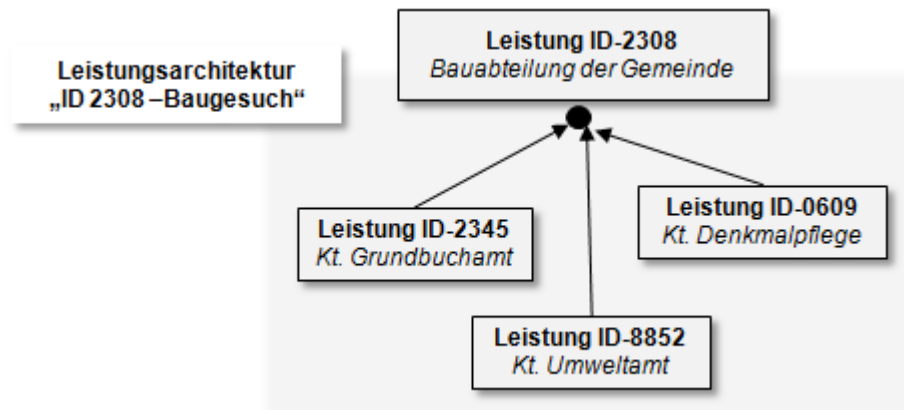 Leistung ID-2308
Bauabteilung der Gemeinde
Leistungsarchitektur
„ID 2308 –Baugesuch“
Leistung ID-2345
Kt. Grundbuchamt
Leistung ID-0609
Kt. Denkmalpflege
Leistung ID-8852
Kt. Umweltamt